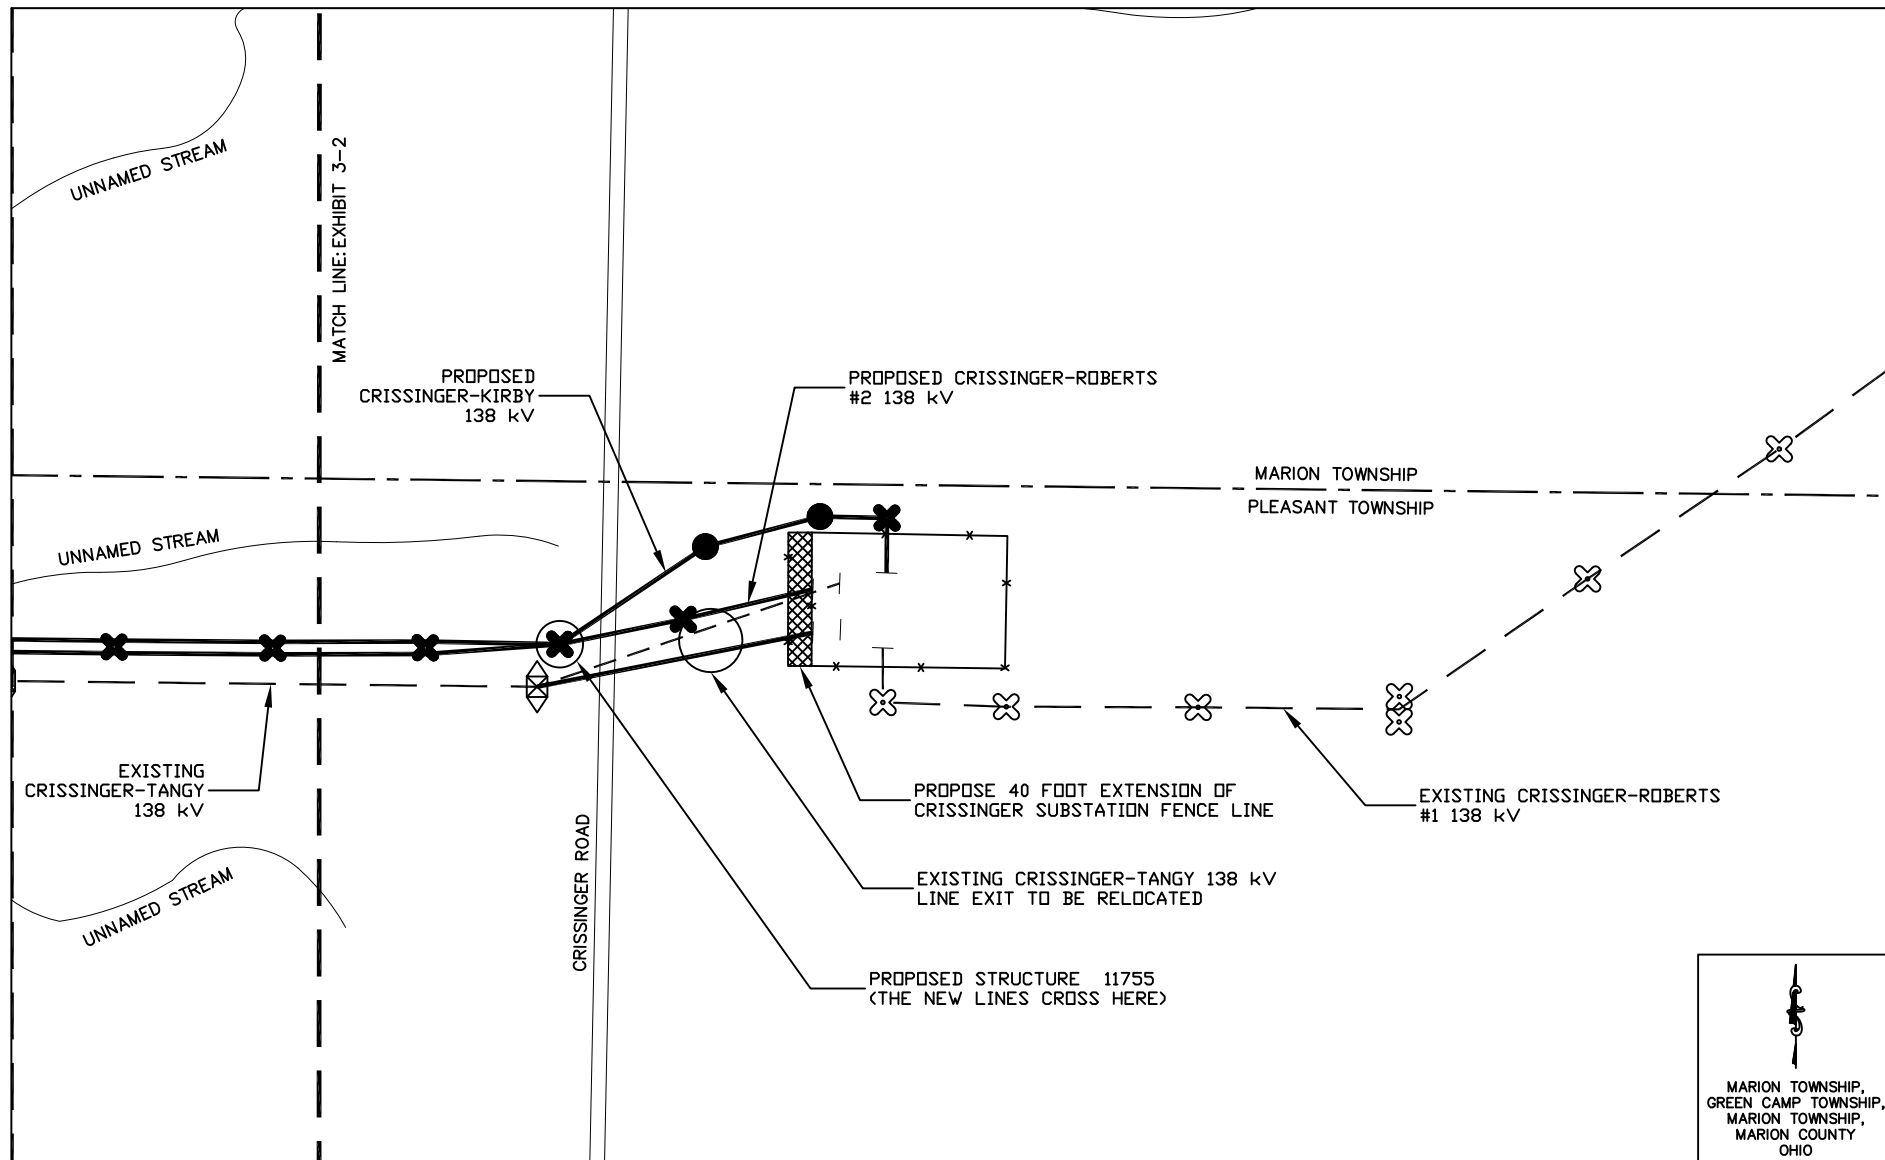 UNNAMED STREAM
MATCH LINE:EXHIBIT 3-2
PROPOSED
CRISSINGER-KIRBY
138 kV
PROPOSED CRISSINGER-ROBERTS
#2 138 kV
MARION TOWNSHIP
PLEASANT TOWNSHIP
UNNAMED STREAM
EXISTING
CRISSINGER-TANGY
138 kV
PROPOSE 40 FOOT EXTENSION OF
CRISSINGER SUBSTATION FENCE LINE
EXISTING CRISSINGER-ROBERTS
#1 138 kV
CRISSINGER ROAD
EXISTING CRISSINGER-TANGY 138 kV
LINE EXIT TO BE RELOCATED
UNNAMED STREAM
PROPOSED STRUCTURE 11755
(THE NEW LINES CROSS HERE)
MARION TOWNSHIP,
GREEN CAMP TOWNSHIP,
MARION TOWNSHIP,
MARION COUNTY
OHIO